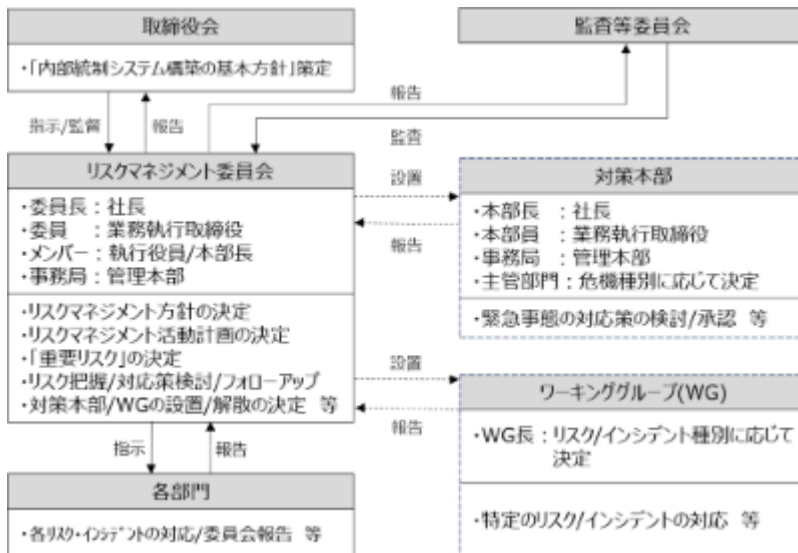 取締役会
・「内部統制システム構築の基本方針」策定
監査等委員会
指示/監督
報告
報告
監査
リスクマネジメント委員会
・委員長：社長
・委員　：業務執行取締役
・メンバー：執行役員/本部長
・事務局：管理本部
・リスクマネジメント方針の決定
・リスクマネジメント活動計画の決定
・「重要リスク」の決定
・リスク把握/対応策検討/フォローアップ
・対策本部/WGの設置/解散の決定 等
設置
報告
対策本部
・本部長　：社長
・本部員　：業務執行取締役
・事務局　：管理本部
・主管部門：危機種別に応じて決定
・緊急事態の対応策の検討/承認 等
設置
報告
ワーキンググループ(WG)
・WG長：リスク/インシデント種別に応じて
決定
・特定のリスク/インシデントの対応 等
指示
報告
各部門
・各リスク・インシデントの対応/委員会報告 等